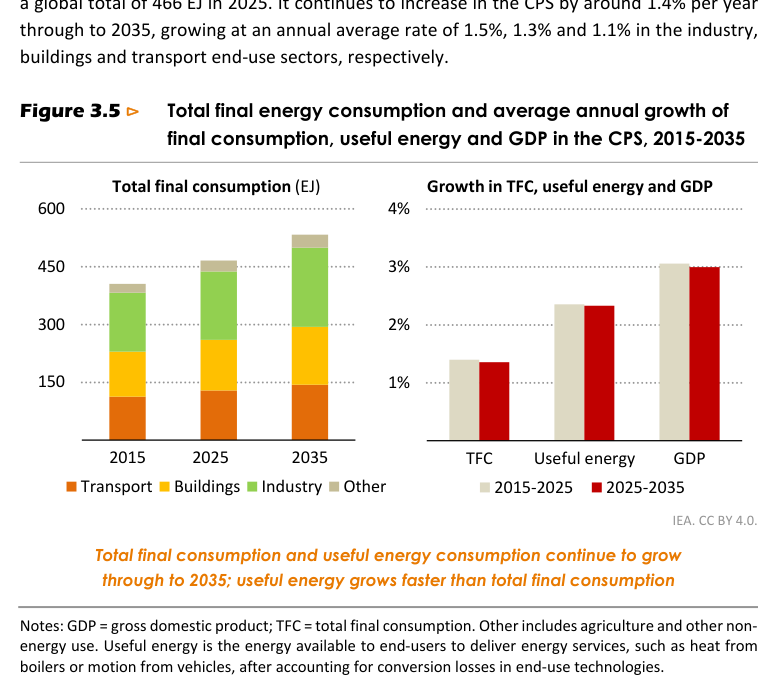 a global total of 466 EJ in 2025. It continues to increase in the CPS by around 1.4% per year
through to 2035, growing at an annual average rate of 1.5%, 1.3% and 1.1% in the industry,
buildings and transport end-use sectors, respectively.
Figure 3.5 ⊳ Total final energy consumption and average annual growth of
final consumption, useful energy and GDP in the CPS, 2015-2035
Total final consumption (EJ)
600
450
300
150
2015 2025 2035
Transport Buildings Industry Other
Growth in TFC, useful energy and GDP
4%
3%
2%
1%
TFC Useful energy GDP
2015-2025 2025-2035
IEA. CC BY 4.0.
Total final consumption and useful energy consumption continue to grow
through to 2035; useful energy grows faster than total final consumption
Notes: GDP = gross domestic product; TFC = total final consumption. Other includes agriculture and other non-
energy use. Useful energy is the energy available to end-users to deliver energy services, such as heat from
boilers or motion from vehicles, after accounting for conversion losses in end-use technologies.